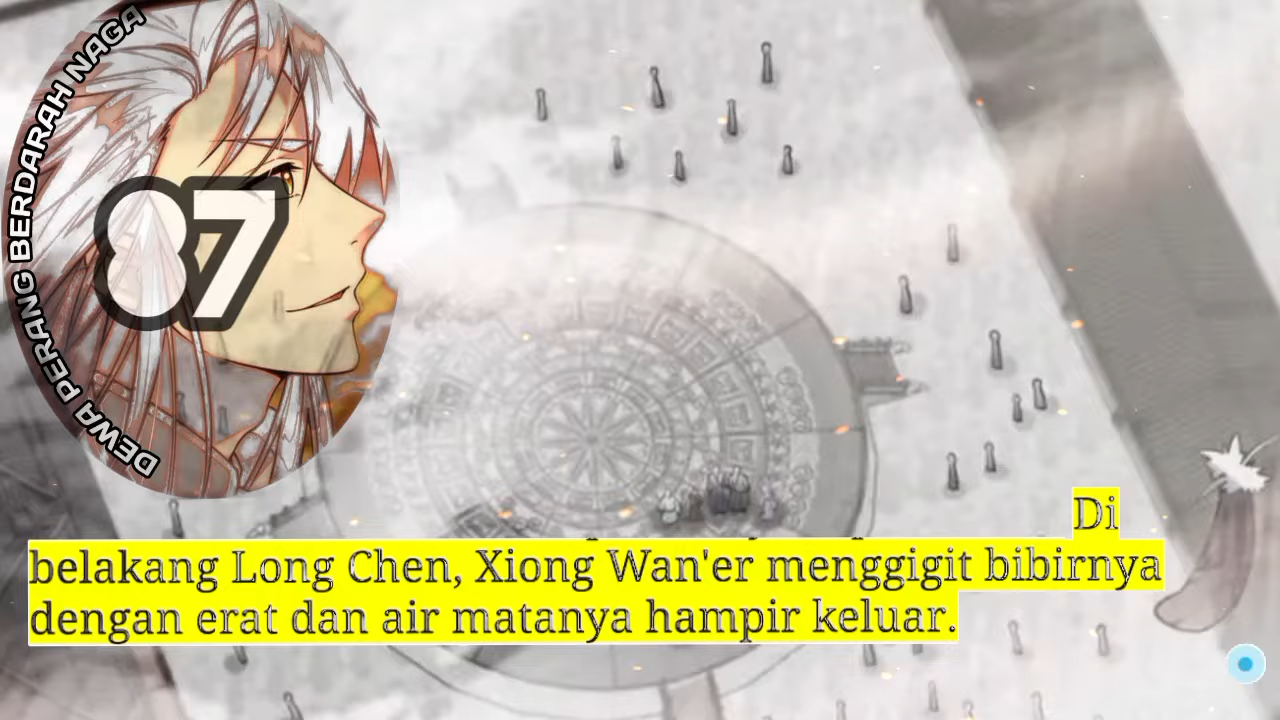 DEWA PERANG BERDARAH NAGA
87
Di
belakang Long Chen, Xiong Wan'er menggigit bibirnya
dengan erat dan air matanya hampir keluar.